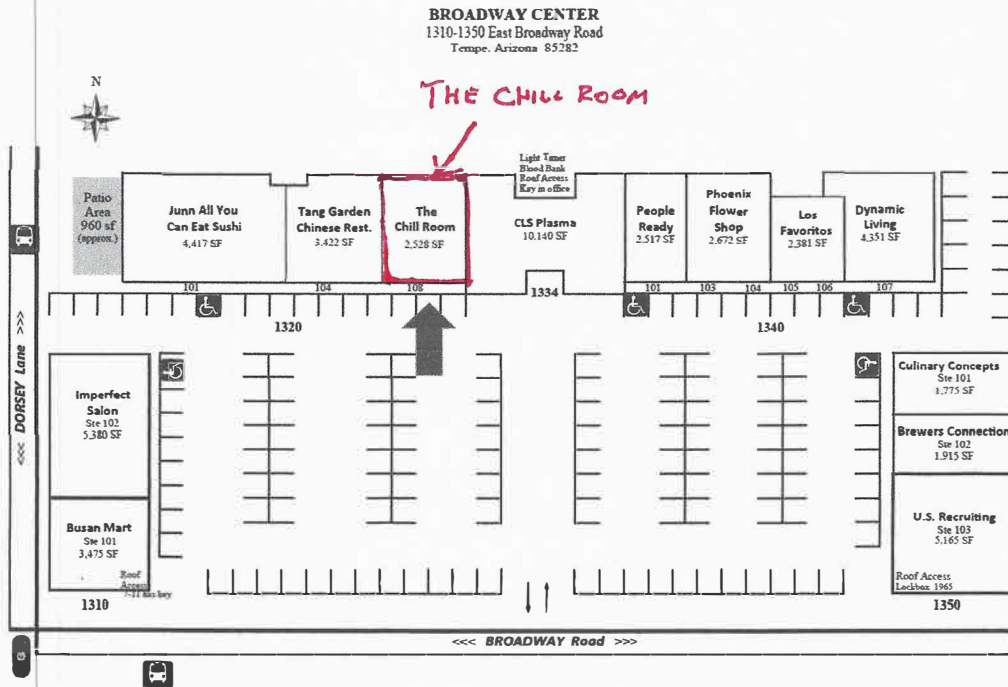 BROADWAY CENTER
1310-1350 East Broadway Road
Tempe, Arizona 85282
N
THE CHILL ROOM
Patio
Area
960 sf
(approx.)
Junn All You
Can Eat Sushi
4,417 SF
Tang Garden
Chinese Rest.
3,422 SF
The
Chill Room
2,528 SF
Light Timer
Blood Bank
Roof Access
Key in office
CLS Plasma
10,140 SF
People
Ready
2,517 SF
Phoenix
Flower
Shop
2,672 SF
Los
Favoritos
2,381 SF
Dynamic
Living
4,351 SF
101
104
108
1334
101
103
104
105
106
107
1320
1340
<<< DORSEY Lane >>>
Imperfect
Salon
Ste 102
5,380 SF
Busan Mart
Ste 101
3,475 SF
Roof
Access
7-11 has key
1310
Culinary Concepts
Ste 101
1,775 SF
Brewers Connection
Ste 102
1,915 SF
U.S. Recruiting
Ste 103
5,165 SF
Roof Access
Lockbox 1965
1350
<<< BROADWAY Road >>>